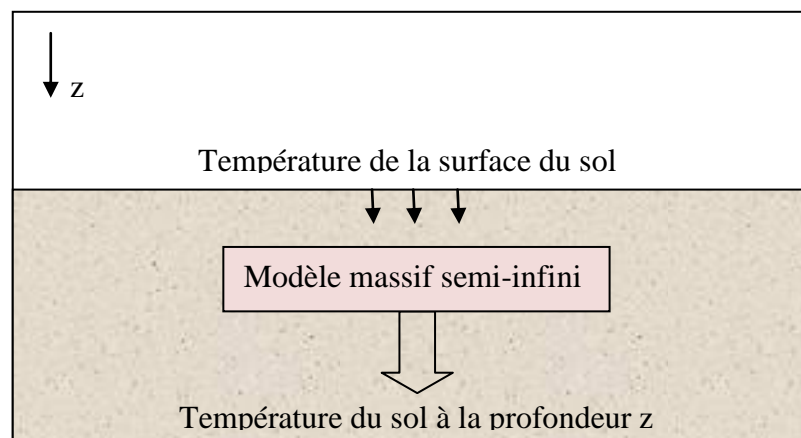 z
Température de la surface du sol
Modèle massif semi-infini
Température du sol à la profondeur z